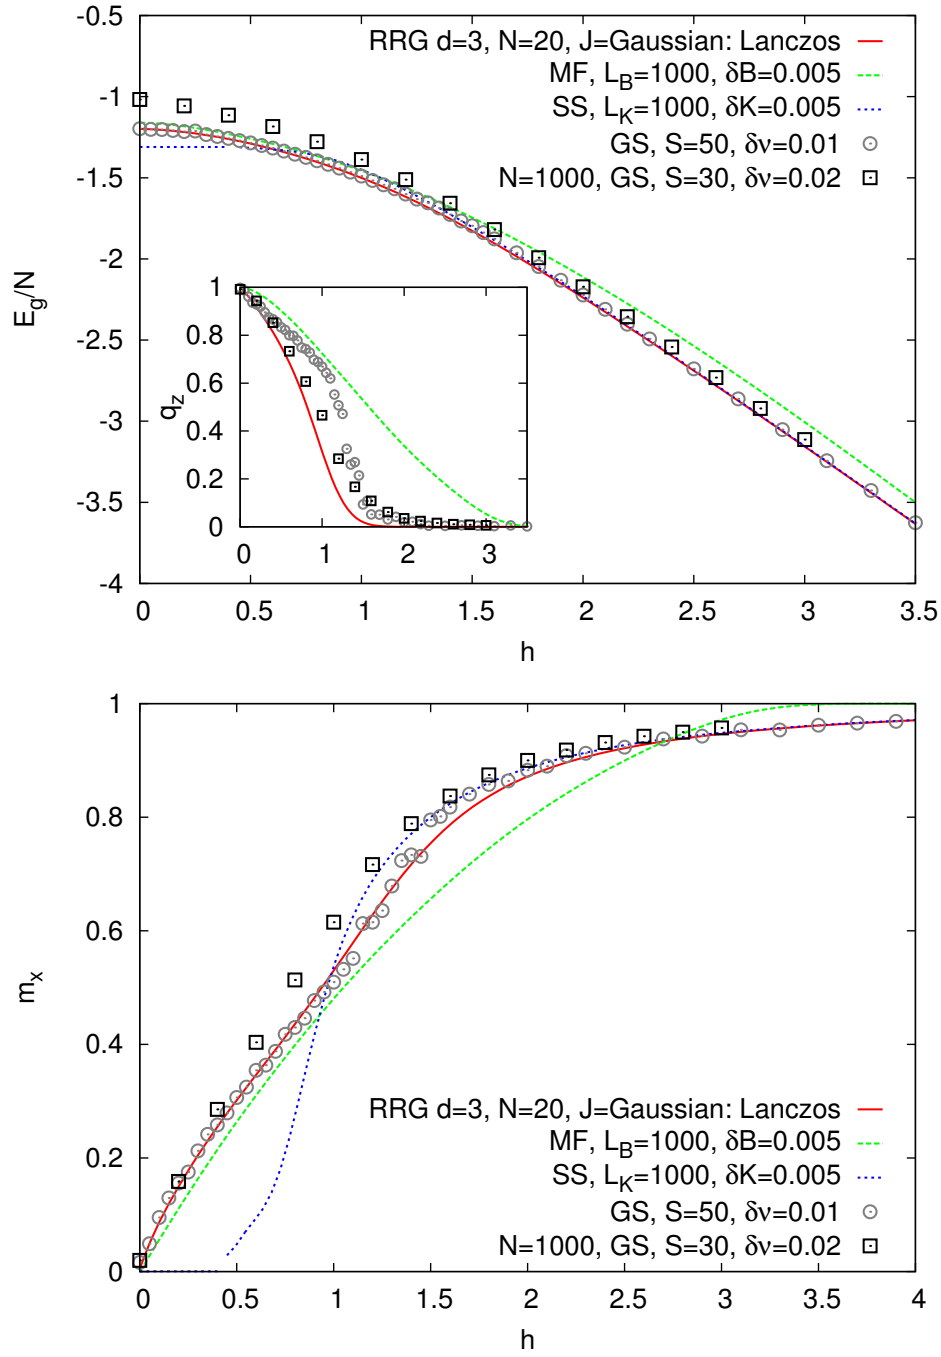 RRG d=3, N=20, J=Gaussian: Lanczos
MF, L_B=1000, δB=0.005
SS, L_K=1000, δK=0.005
GS, S=50, δν=0.01
N=1000, GS, S=30, δν=0.02
-0.5
-1
-1.5
-2
-2.5
-3
-3.5
-4
E_g/N
0 0.5 1 1.5 2 2.5 3 3.5
h
1
0.8
0.6
0.4
0.2
0
q_z
0 1 2 3
RRG d=3, N=20, J=Gaussian: Lanczos
MF, L_B=1000, δB=0.005
SS, L_K=1000, δK=0.005
GS, S=50, δν=0.01
N=1000, GS, S=30, δν=0.02
1
0.8
0.6
0.4
0.2
0
m_x
0 0.5 1 1.5 2 2.5 3 3.5 4
h